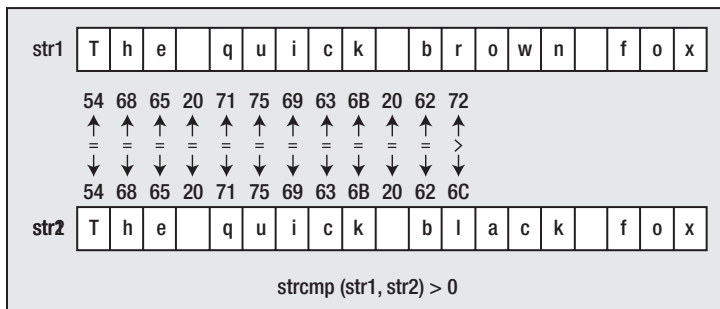 str1 T h e q u i c k b r o w n f o x
54 68 65 20 71 75 69 63 6B 20 62 72
= = = = = = = = = = = >
54 68 65 20 71 75 69 63 6B 20 62 6C
str2 T h e q u i c k b l a c k f o x
strcmp (str1, str2) > 0